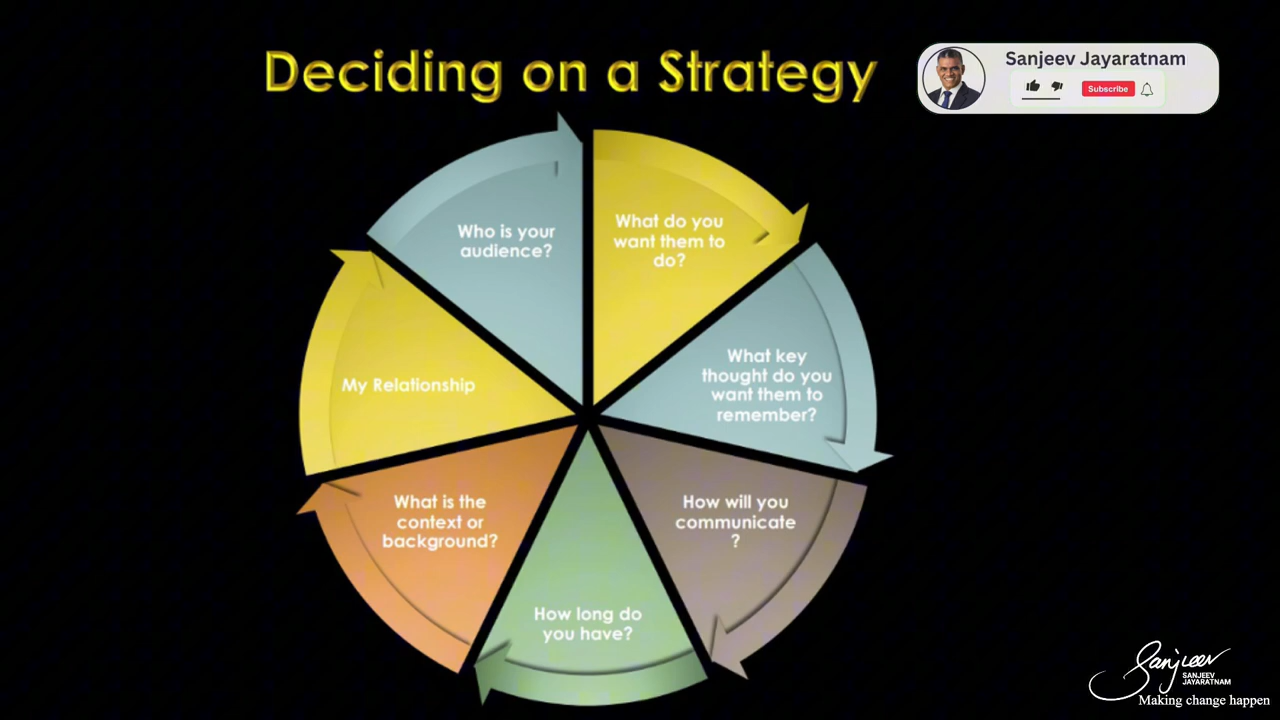 Deciding on a Strategy
Sanjeev Jayaratnam
Subscribe
Who is your
audience?
What do you
want them to
do?
What key
thought do you
want them to
remember?
How will you
communicate
?
How long do
you have?
What is the
context or
background?
My Relationship
Sanjeev
SANJEEV
JAYARATNAM
Making change happen